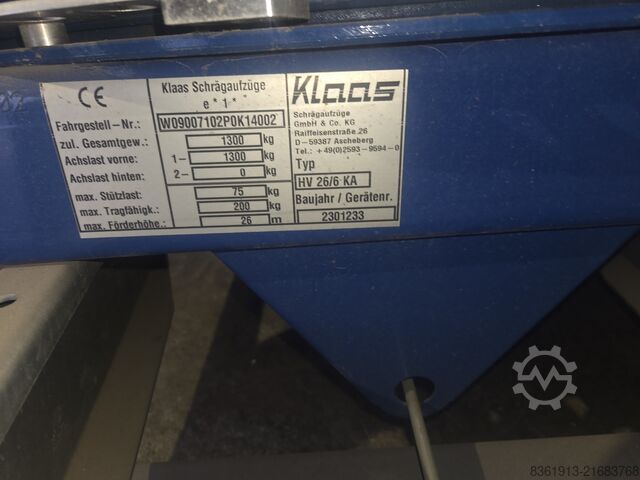 CE
Klaas Schrägaufzüge
e * 1 *
Fahrgestell - Nr.: W09007102P0K14002
zul. Gesamtgew.: 1300 kg
Achslast vorne: 1- 1300 kg
Achslast hinten: 2- 0 kg
max. Stützlast: 75 kg
max. Tragfähigk.: 200 kg
max. Förderhöhe.: 26 m
Klaas
Schrägaufzüge
GmbH & Co. KG
Raiffeisenstraße 26
D-59387 Ascheberg
Tel.: +49(0)2593-9594-0
Typ
HV 26/6 KA
Baujahr / Gerätenr.
2301233
8361913-21683768